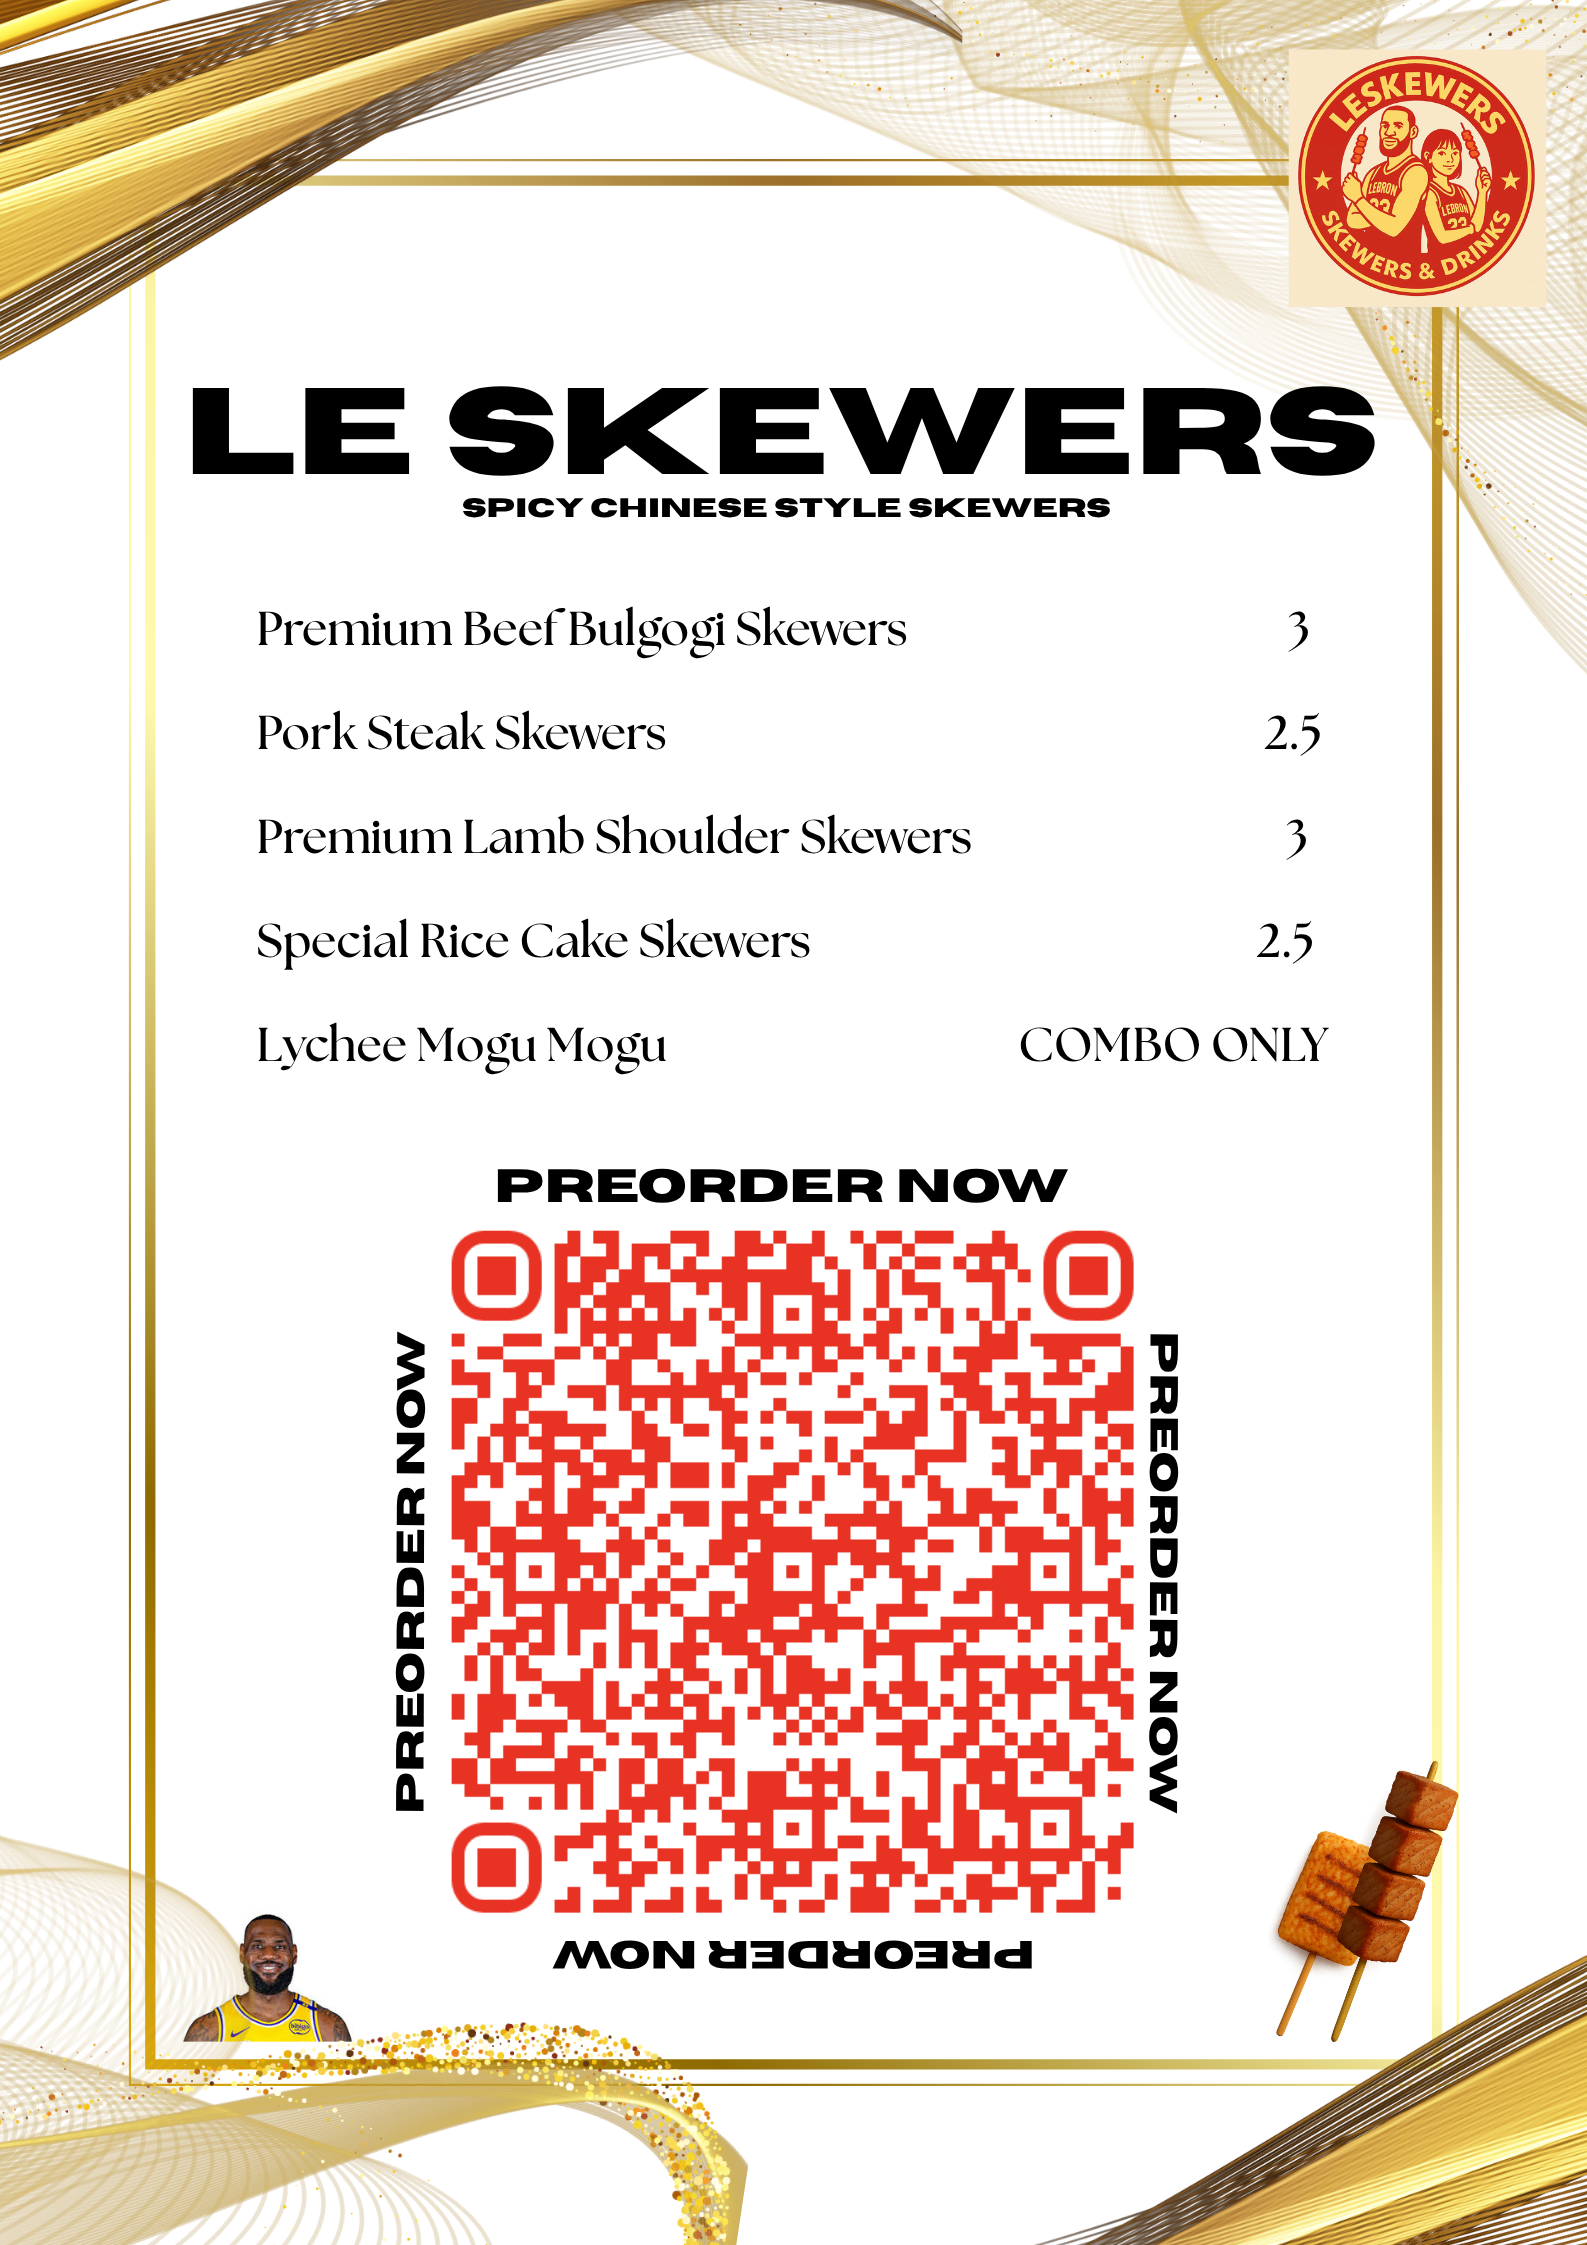 LESKEWERS
LEBRON
23
LEBRON
23
SKEWERS & DRINKS
LE SKEWERS
SPICY CHINESE STYLE SKEWERS
Premium Beef Bulgogi Skewers 3
Pork Steak Skewers 2.5
Premium Lamb Shoulder Skewers 3
Special Rice Cake Skewers 2.5
Lychee Mogu Mogu COMBO ONLY
PREORDER NOW
PREORDER NOW
PREORDER NOW
PREORDER NOW
bibigo